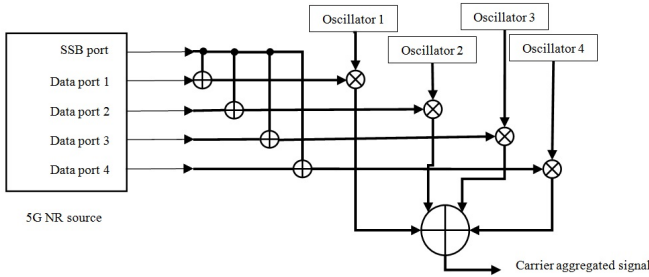 Oscillator 1
Oscillator 2
Oscillator 3
Oscillator 4
SSB port
Data port 1
Data port 2
Data port 3
Data port 4
5G NR source
Carrier aggregated signal